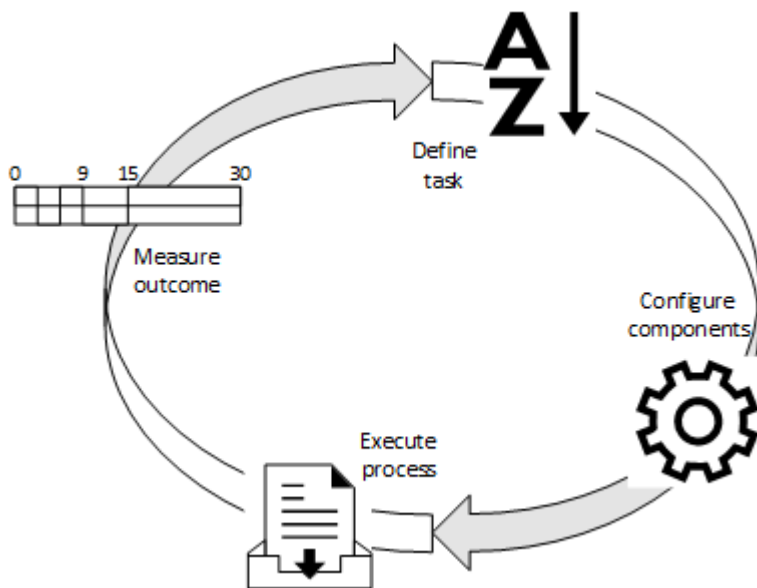 A
Z
Define
task
0 9 15 30
Measure
outcome
Configure
components
Execute
process